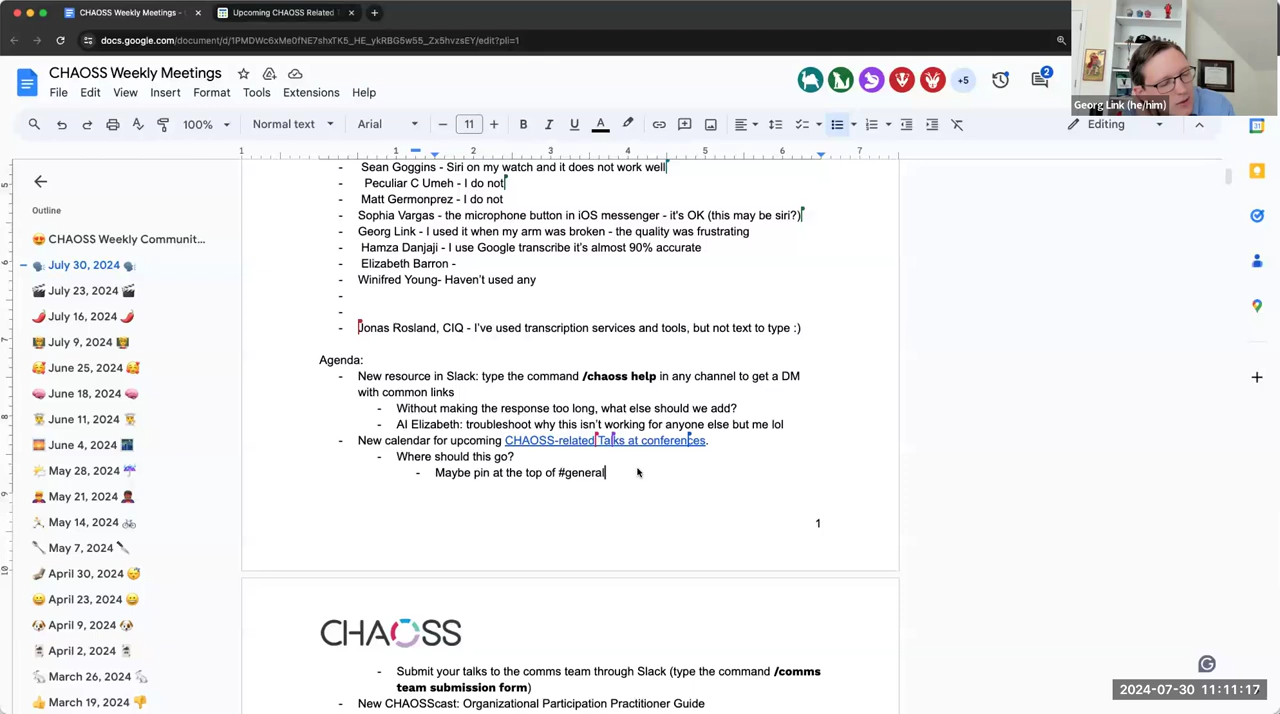 CHAOSS Weekly Meetings -
Upcoming CHAOSS Related
docs.google.com/document/d/1PMDWc6xMe0fNE7shxTK5_HE_ykRBG5w55_Zx5hvzsEY/edit?pli=1
CHAOSS Weekly Meetings
File Edit View Insert Format Tools Extensions Help
+5
2
Georg Link (he/him)
100% Normal text Arial 11 Editing
1 1 2 3 4 5 6 7
Outline
😍 CHAOSS Weekly Communit...
July 30, 2024
July 23, 2024
July 16, 2024
July 9, 2024
June 25, 2024
June 18, 2024
June 11, 2024
June 4, 2024
May 28, 2024
May 21, 2024
May 14, 2024
May 7, 2024
April 30, 2024
April 23, 2024
April 9, 2024
April 2, 2024
March 26, 2024
March 19, 2024
- Sean Goggins - Siri on my watch and it does not work well
- Peculiar C Umeh - I do not
- Matt Germonprez - I do not
- Sophia Vargas - the microphone button in iOS messenger - it's OK (this may be siri?)
- Georg Link - I used it when my arm was broken - the quality was frustrating
- Hamza Danjaji - I use Google transcribe it's almost 90% accurate
- Elizabeth Barron -
- Winifred Young- Haven't used any
-
-
- Jonas Rosland, CIQ - I've used transcription services and tools, but not text to type :)
Agenda:
- New resource in Slack: type the command /chaoss help in any channel to get a DM
with common links
- Without making the response too long, what else should we add?
- AI Elizabeth: troubleshoot why this isn't working for anyone else but me lol
- New calendar for upcoming CHAOSS-related Talks at conferences.
- Where should this go?
- Maybe pin at the top of #general
1
CHAOSS
- Submit your talks to the comms team through Slack (type the command /comms
team submission form)
- New CHAOSScast: Organizational Participation Practitioner Guide
2024-07-30 11:11:17